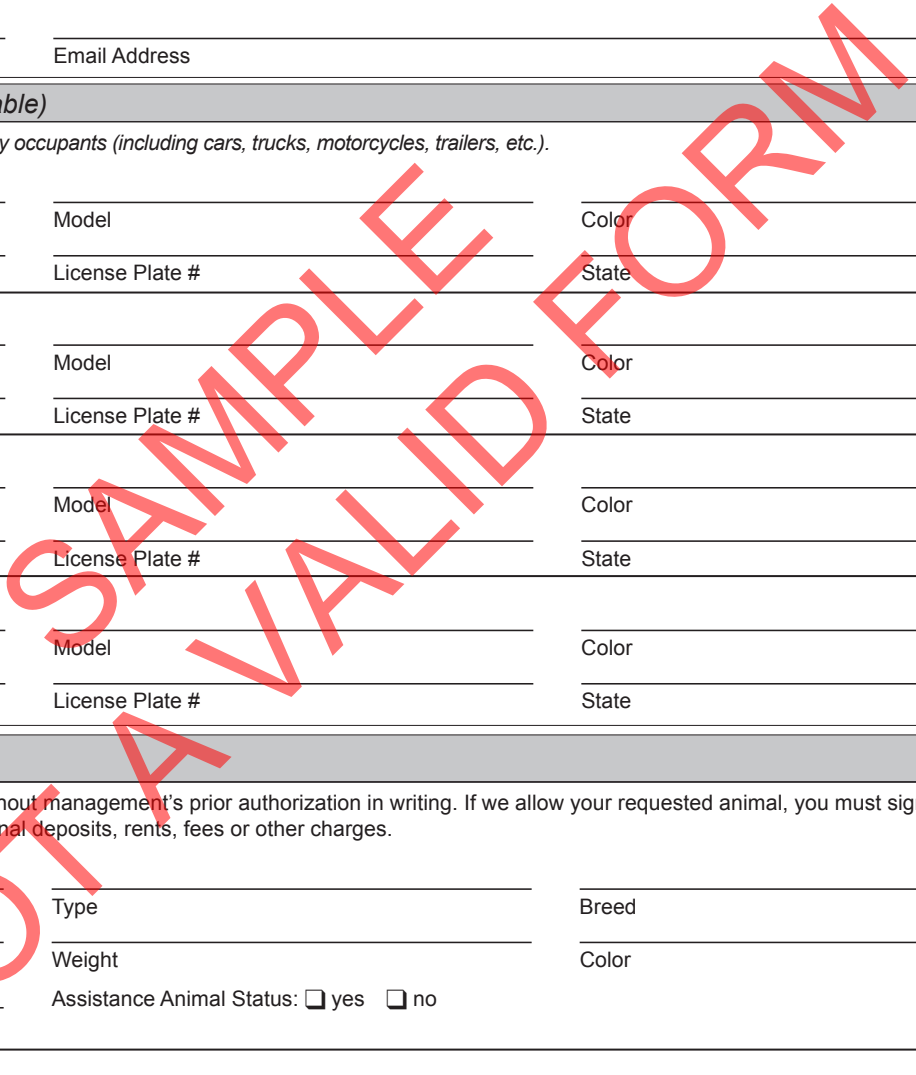 Email Address
able)
y occupants (including cars, trucks, motorcycles, trailers, etc.).
Model Color
License Plate # State
Model Color
License Plate # State
Model Color
License Plate # State
Model Color
License Plate # State
hout management's prior authorization in writing. If we allow your requested animal, you must sig
nal deposits, rents, fees or other charges.
Type Breed
Weight Color
Assistance Animal Status: ❑ yes ❑ no
SAMPLE
OT A VALID FORM